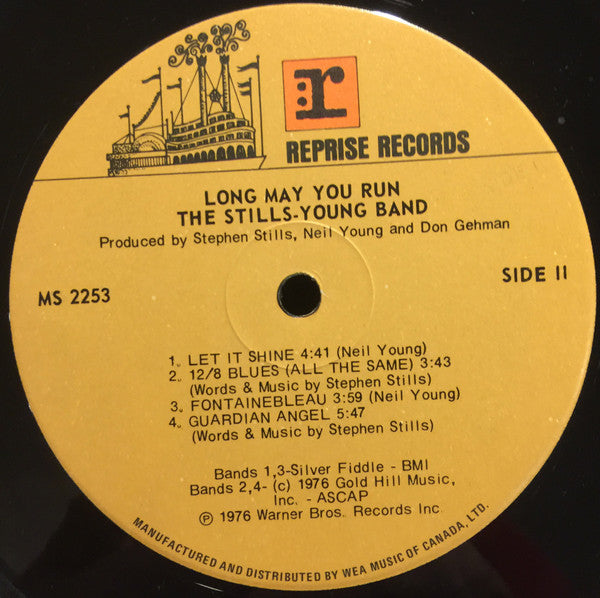 :r
REPRISE RECORDS
LONG MAY YOU RUN
THE STILLS-YOUNG BAND
Produced by Stephen Stills, Neil Young and Don Gehman
MS 2253
SIDE II
1. LET IT SHINE 4:41 (Neil Young)
2. 12/8 BLUES (ALL THE SAME) 3:43
(Words & Music by Stephen Stills)
3. FONTAINEBLEAU 3:59 (Neil Young)
4. GUARDIAN ANGEL 5:47
(Words & Music by Stephen Stills)
Bands 1,3-Silver Fiddle - BMI
Bands 2,4- (c) 1976 Gold Hill Music,
Inc. - ASCAP
℗ 1976 Warner Bros. Records Inc.
MANUFACTURED AND DISTRIBUTED BY WEA MUSIC OF CANADA, LTD.